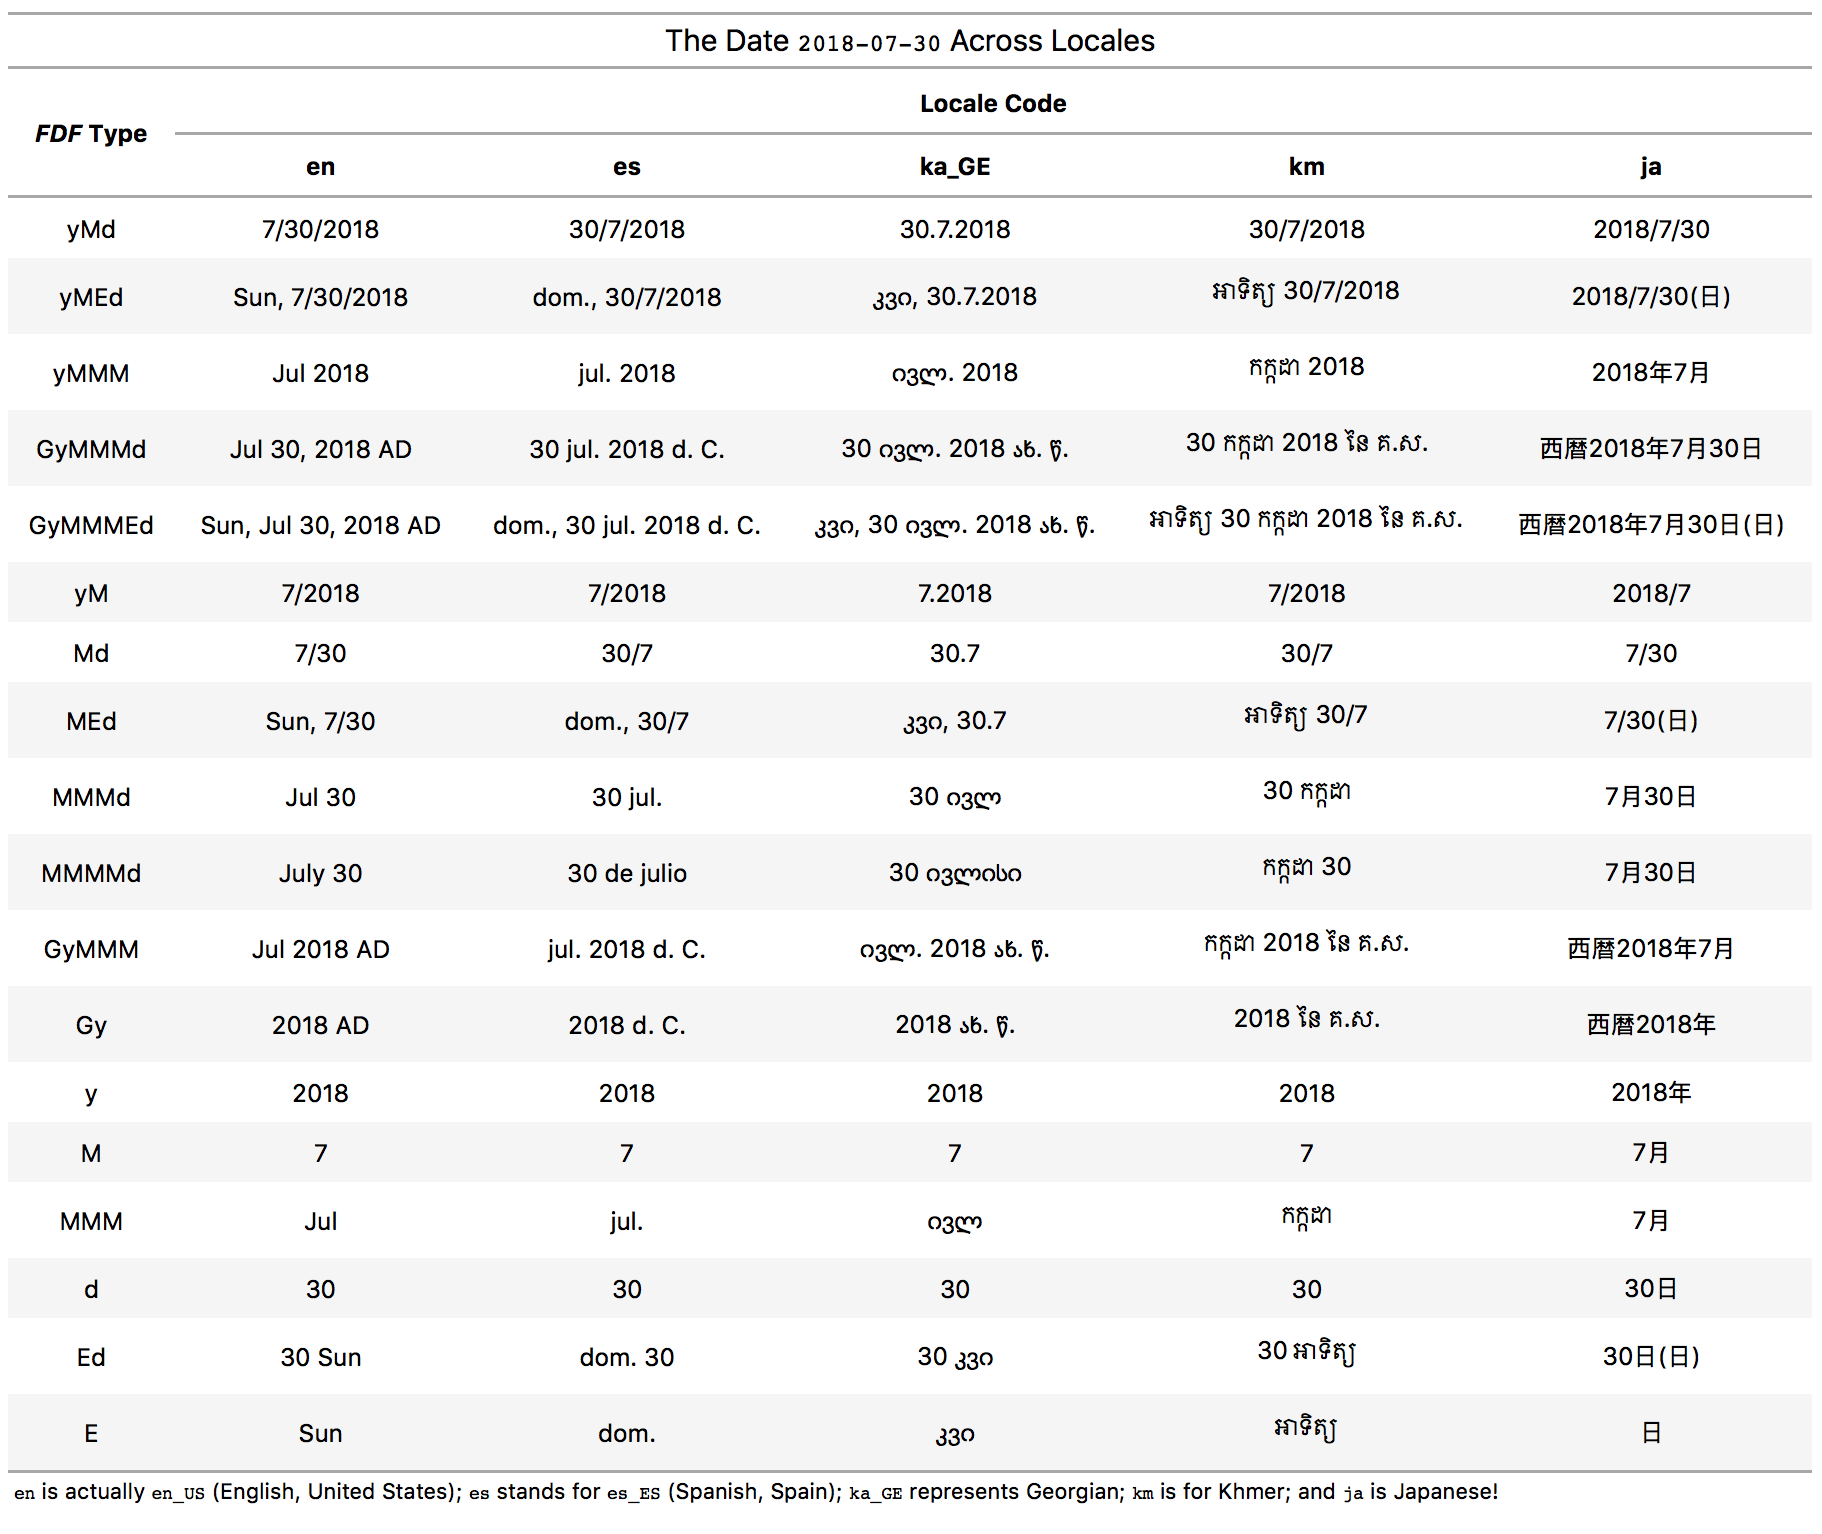 The Date 2018-07-30 Across Locales
FDF Type Locale Code
en es ka_GE km ja
yMd 7/30/2018 30/7/2018 30.7.2018 30/7/2018 2018/7/30
yMEd Sun, 7/30/2018 dom., 30/7/2018 კვი, 30.7.2018 អាទិត្យ 30/7/2018 2018/7/30(日)
yMMM Jul 2018 jul. 2018 ივლ. 2018 កក្កដា 2018 2018年7月
GyMMMd Jul 30, 2018 AD 30 jul. 2018 d. C. 30 ივლ. 2018 ახ. წ. 30 កក្កដា 2018 នៃ គ.ស. 西暦2018年7月30日
GyMMMEd Sun, Jul 30, 2018 AD dom., 30 jul. 2018 d. C. კვი, 30 ივლ. 2018 ახ. წ. អាទិត្យ 30 កក្កដា 2018 នៃ គ.ស. 西暦2018年7月30日(日)
yM 7/2018 7/2018 7.2018 7/2018 2018/7
Md 7/30 30/7 30.7 30/7 7/30
MEd Sun, 7/30 dom., 30/7 კვი, 30.7 អាទិត្យ 30/7 7/30(日)
MMMd Jul 30 30 jul. 30 ივლ 30 កក្កដា 7月30日
MMMMd July 30 30 de julio 30 ივლისი កក្កដា 30 7月30日
GyMMM Jul 2018 AD jul. 2018 d. C. ივლ. 2018 ახ. წ. កក្កដា 2018 នៃ គ.ស. 西暦2018年7月
Gy 2018 AD 2018 d. C. 2018 ახ. წ. 2018 នៃ គ.ស. 西暦2018年
y 2018 2018 2018 2018 2018年
M 7 7 7 7 7月
MMM Jul jul. ივლ កក្កដា 7月
d 30 30 30 30 30日
Ed 30 Sun dom. 30 30 კვი 30 អាទិត្យ 30日(日)
E Sun dom. კვი អាទិត្យ 日
en is actually en_US (English, United States); es stands for es_ES (Spanish, Spain); ka_GE represents Georgian; km is for Khmer; and ja is Japanese!